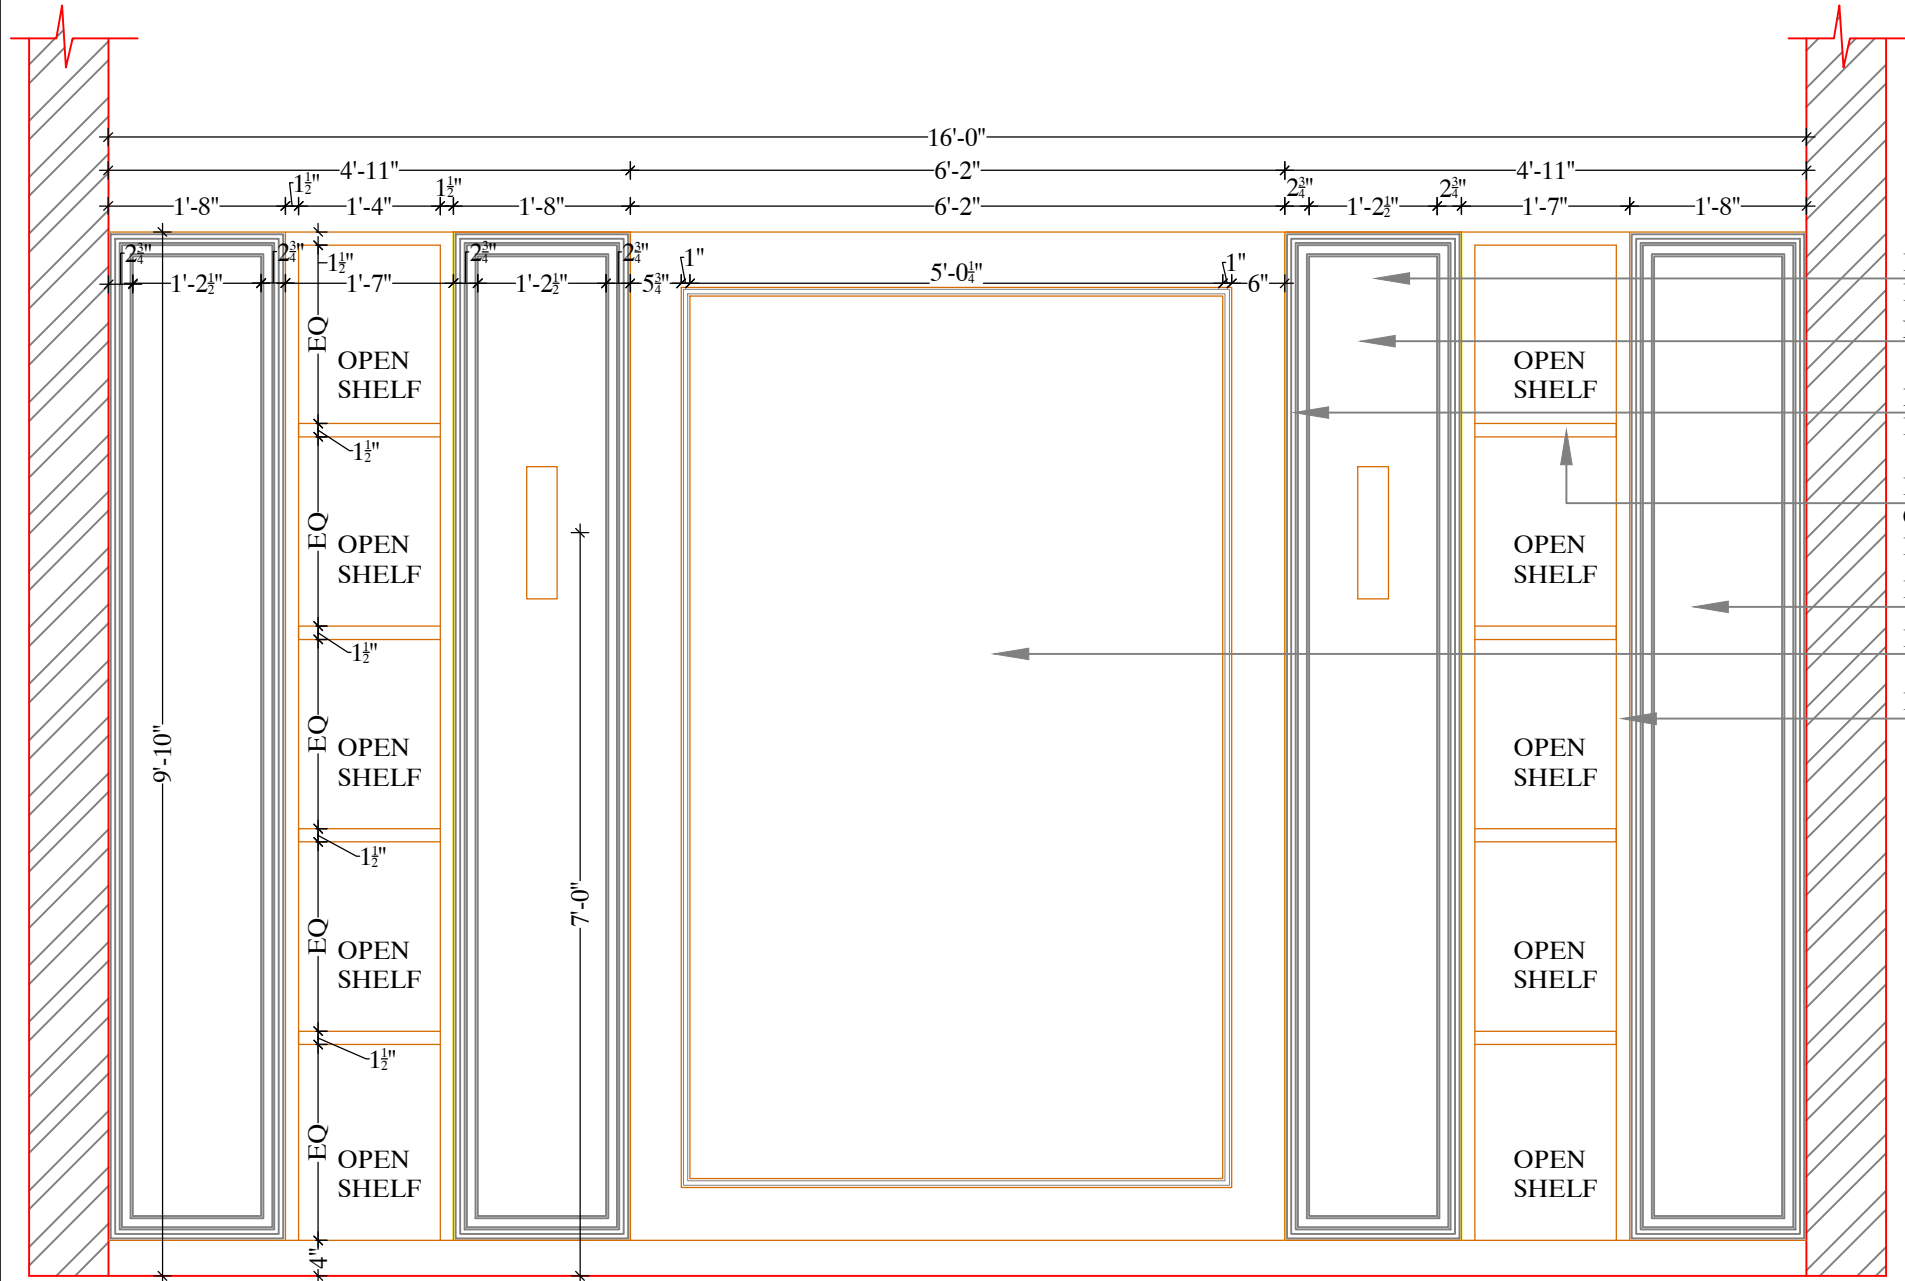 16'-0"
4'-11" 6'-2" 4'-11"
1'-8" 1½" 1'-4" 1½" 1'-8" 6'-2" 2¾" 1'-2½" 2¾" 1'-7" 1'-8"
2¾" 1'-2½" 2¾" 1½" 1'-7" 2¾" 1'-2½" 2¾" 5¾" 1" 5'-0¼" 1" 6"
EQ
OPEN
SHELF
OPEN
SHELF
1½"
EQ
OPEN
SHELF
OPEN
SHELF
1½"
9'-10"
EQ
OPEN
SHELF
OPEN
SHELF
1½"
7'-0"
EQ
OPEN
SHELF
OPEN
SHELF
1½"
EQ
OPEN
SHELF
OPEN
SHELF
4"